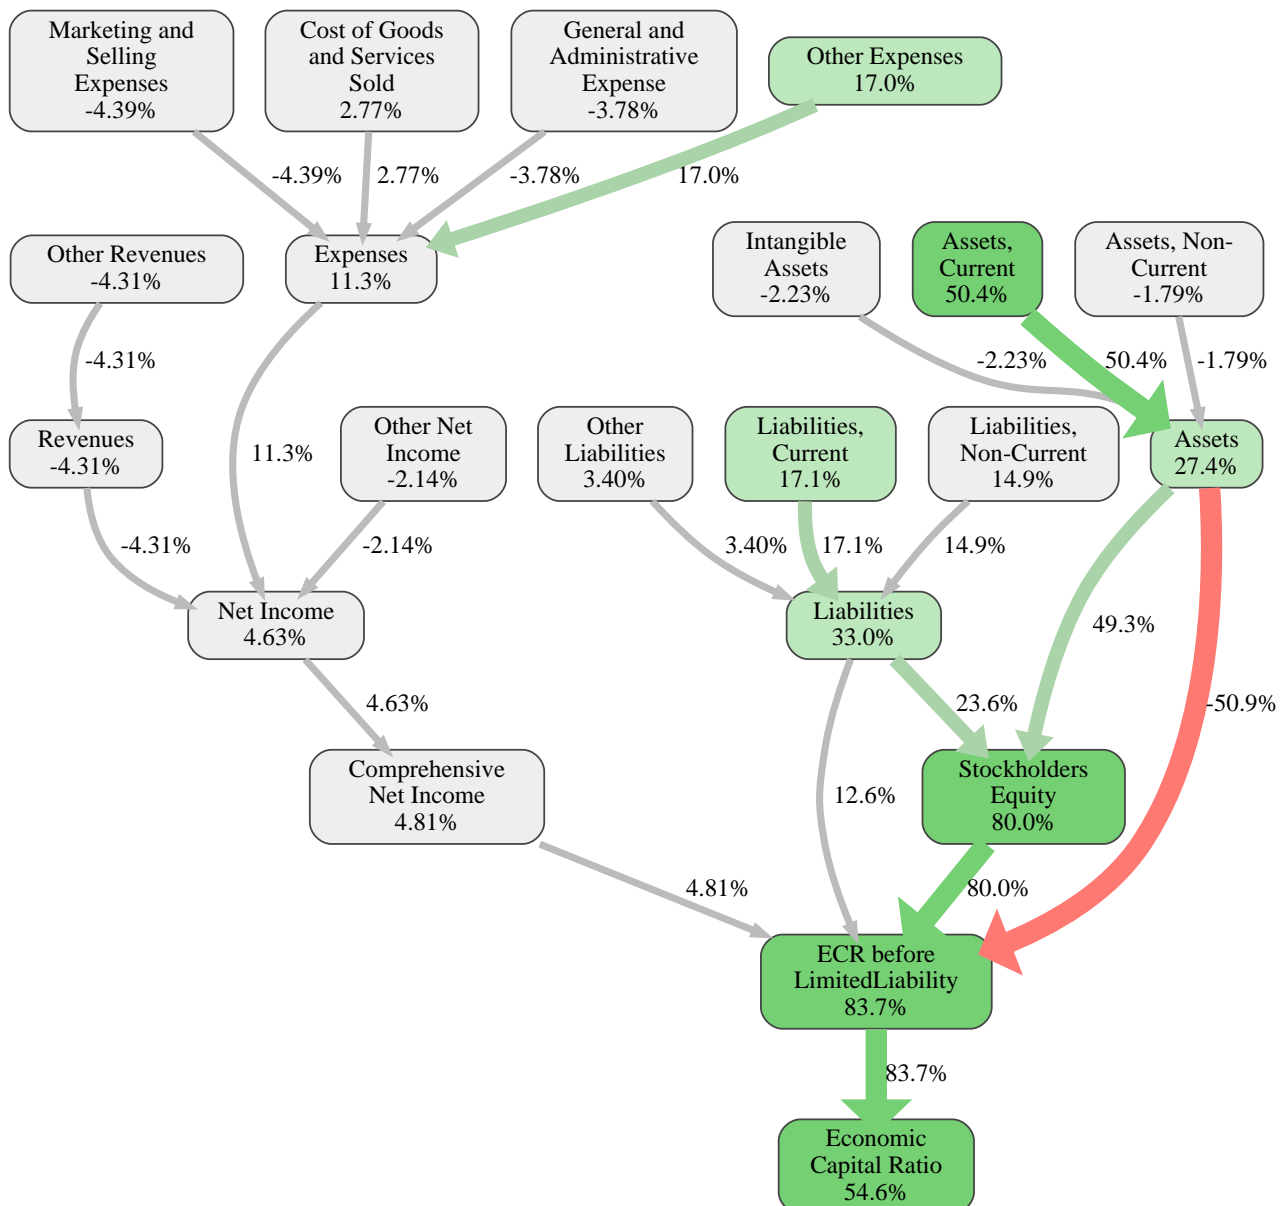 Marketing and
Selling
Expenses
-4.39%
Cost of Goods
and Services
Sold
2.77%
General and
Administrative
Expense
-3.78%
Other Expenses
17.0%
-4.39%
2.77%
-3.78%
17.0%
Other Revenues
-4.31%
Expenses
11.3%
Intangible
Assets
-2.23%
Assets,
Current
50.4%
Assets, Non-
Current
-1.79%
-4.31%
-2.23%
50.4%
-1.79%
Revenues
-4.31%
11.3%
Other Net
Income
-2.14%
Other
Liabilities
3.40%
Liabilities,
Current
17.1%
Liabilities,
Non-Current
14.9%
Assets
27.4%
-4.31%
-2.14%
3.40%
17.1%
14.9%
Net Income
4.63%
Liabilities
33.0%
49.3%
4.63%
23.6%
-50.9%
Comprehensive
Net Income
4.81%
12.6%
Stockholders
Equity
80.0%
4.81%
80.0%
ECR before
LimitedLiability
83.7%
83.7%
Economic
Capital Ratio
54.6%